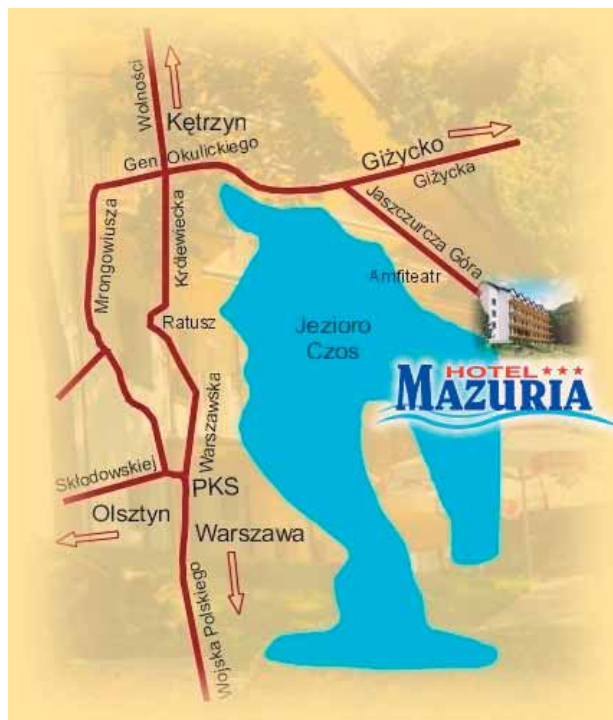 Wolności
Kętrzyn
Gen. Okulickiego
Giżycko
Giżycka
Mrongowiusza
Królewiecka
Jaszczurcza Góra
Amfiteatr
Ratusz
Jezioro
Czos
HOTEL ***
MAZURIA
Warszawska
Skłodowskiej
PKS
Olsztyn
Warszawa
Wojska Polskiego